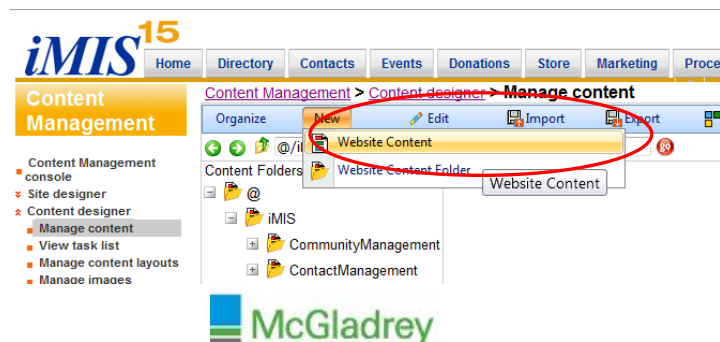 iMIS 15
Home Directory Contacts Events Donations Store Marketing
Content Management
Content Management > Content designer > Manage content
Organize New Edit Import Export
Website Content
Website Content Folder
Website Content
Content Folders
@
iMIS
CommunityManagement
ContactManagement
Content Management console
Site designer
Content designer
Manage content
View task list
Manage content layouts
Manage images
McGladrey